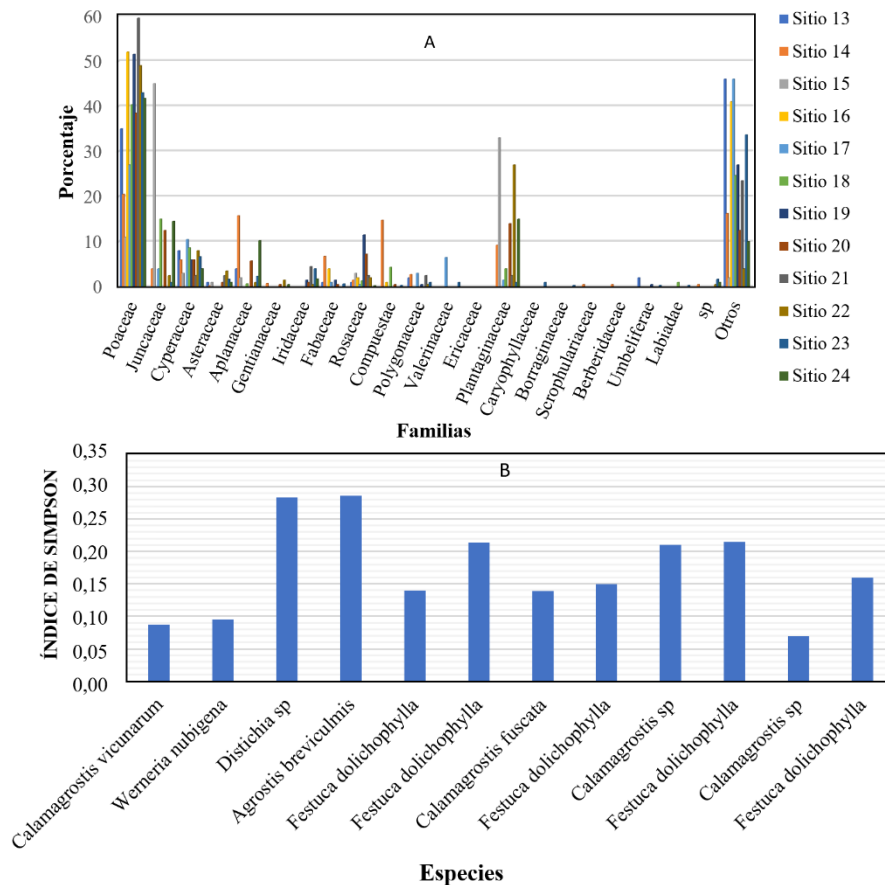 A
60
50
40
30
20
10
0
Porcentaje
Poaceae
Juncaceae
Cyperaceae
Asteraceae
Aplanaceae
Gentianaceae
Iridaceae
Fabaceae
Rosaceae
Compuestae
Polygonaceae
Valerinaceae
Ericaceae
Plantaginaceae
Caryophyllaceae
Borraginaceae
Scrophulariaceae
Berberidaceae
Umbeliferae
Labiadae
sp
Otros
Familias
Sitio 13
Sitio 14
Sitio 15
Sitio 16
Sitio 17
Sitio 18
Sitio 19
Sitio 20
Sitio 21
Sitio 22
Sitio 23
Sitio 24
B
0,35
0,30
0,25
0,20
0,15
0,10
0,05
0,00
ÍNDICE DE SIMPSON
Calamagrostis vicunarum
Werneria nubigena
Distichia sp
Agrostis breviculmis
Festuca dolichophylla
Festuca dolichophylla
Calamagrostis fuscata
Festuca dolichophylla
Calamagrostis sp
Festuca dolichophylla
Calamagrostis sp
Festuca dolichophylla
Especies